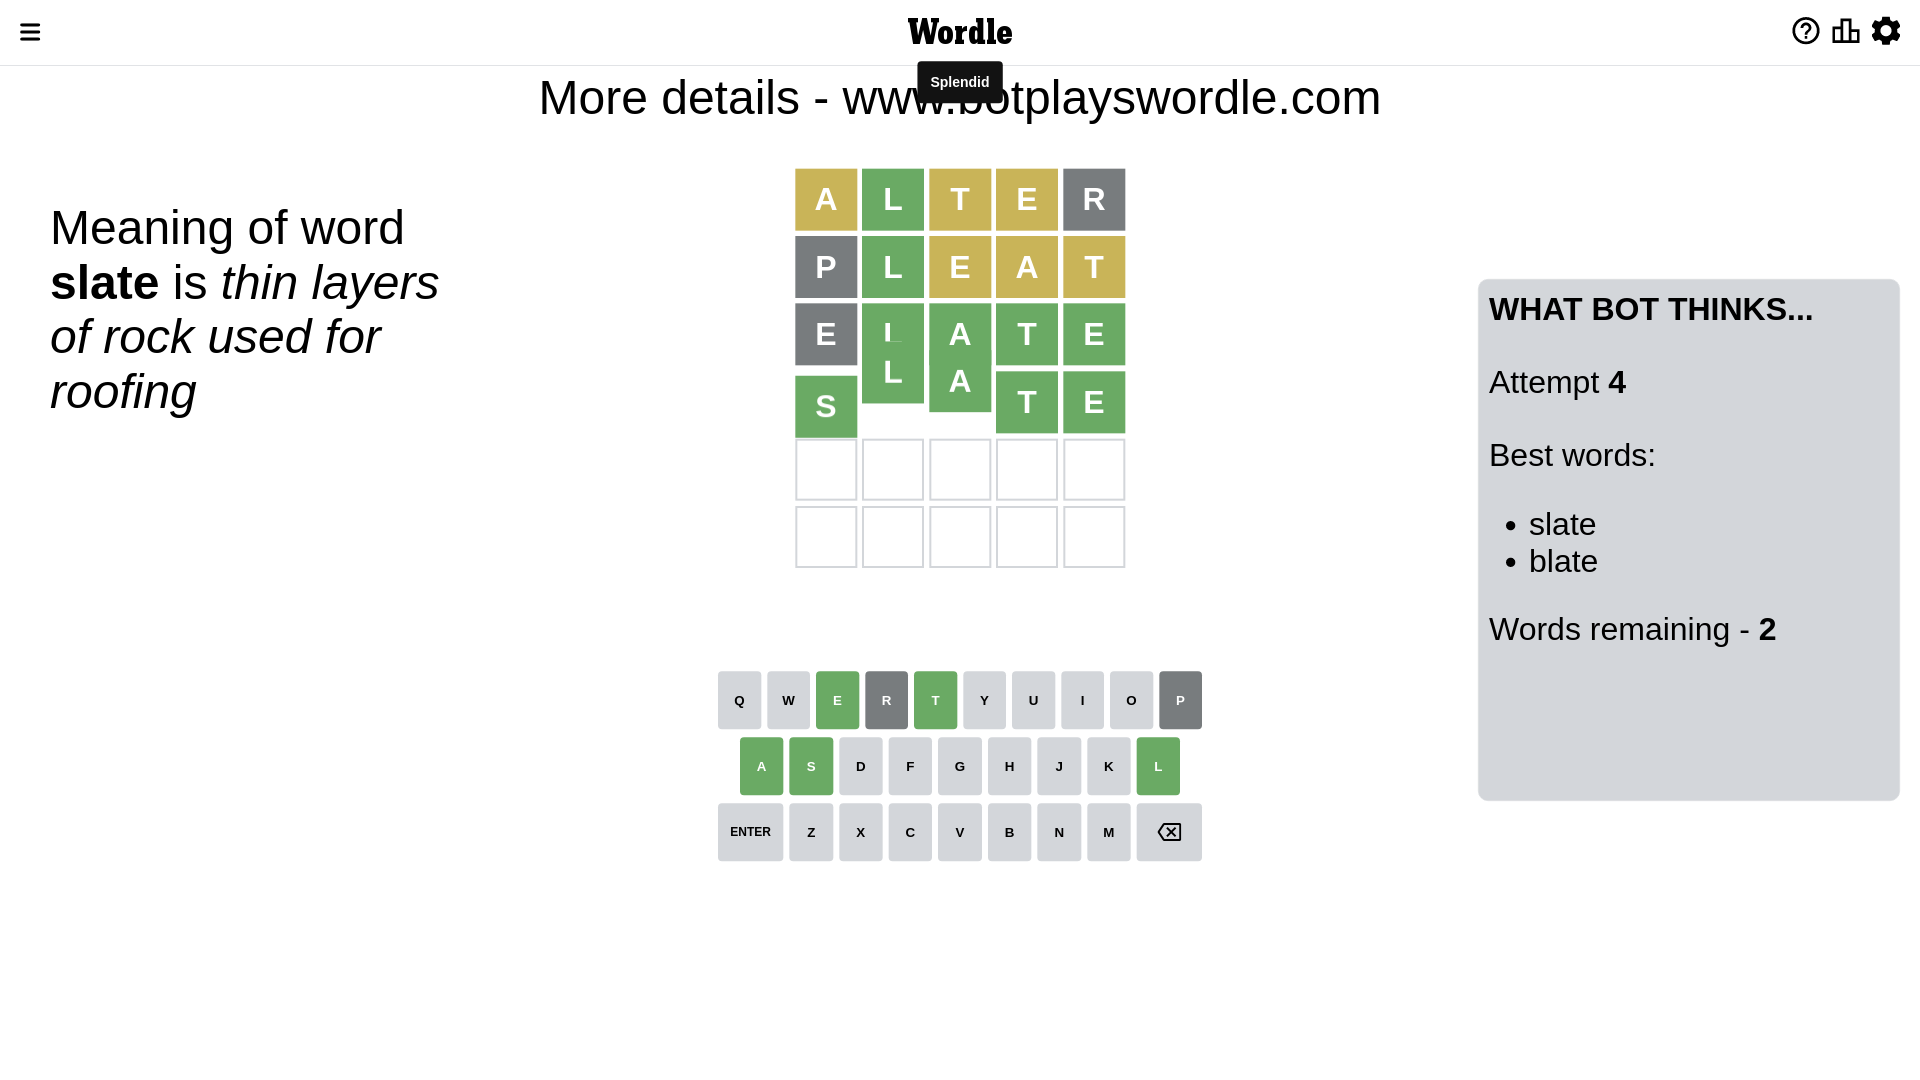 Wordle
Splendid
More details - www.botplayswordle.com
Meaning of word
slate is thin layers
of rock used for
roofing
A L T E R
P L E A T
E L A T E
S L A T E
WHAT BOT THINKS...
Attempt 4
Best words:
• slate
• blate
Words remaining - 2
Q W E R T Y U I O P
A S D F G H J K L
ENTER Z X C V B N M